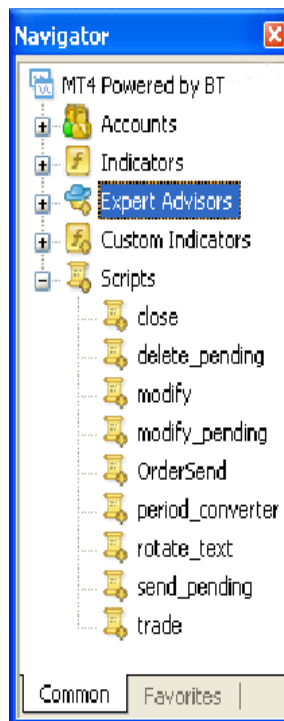 Navigator
MT4 Powered by BT
Accounts
Indicators
Expert Advisors
Custom Indicators
Scripts
close
delete_pending
modify
modify_pending
OrderSend
period_converter
rotate_text
send_pending
trade
Common Favorites